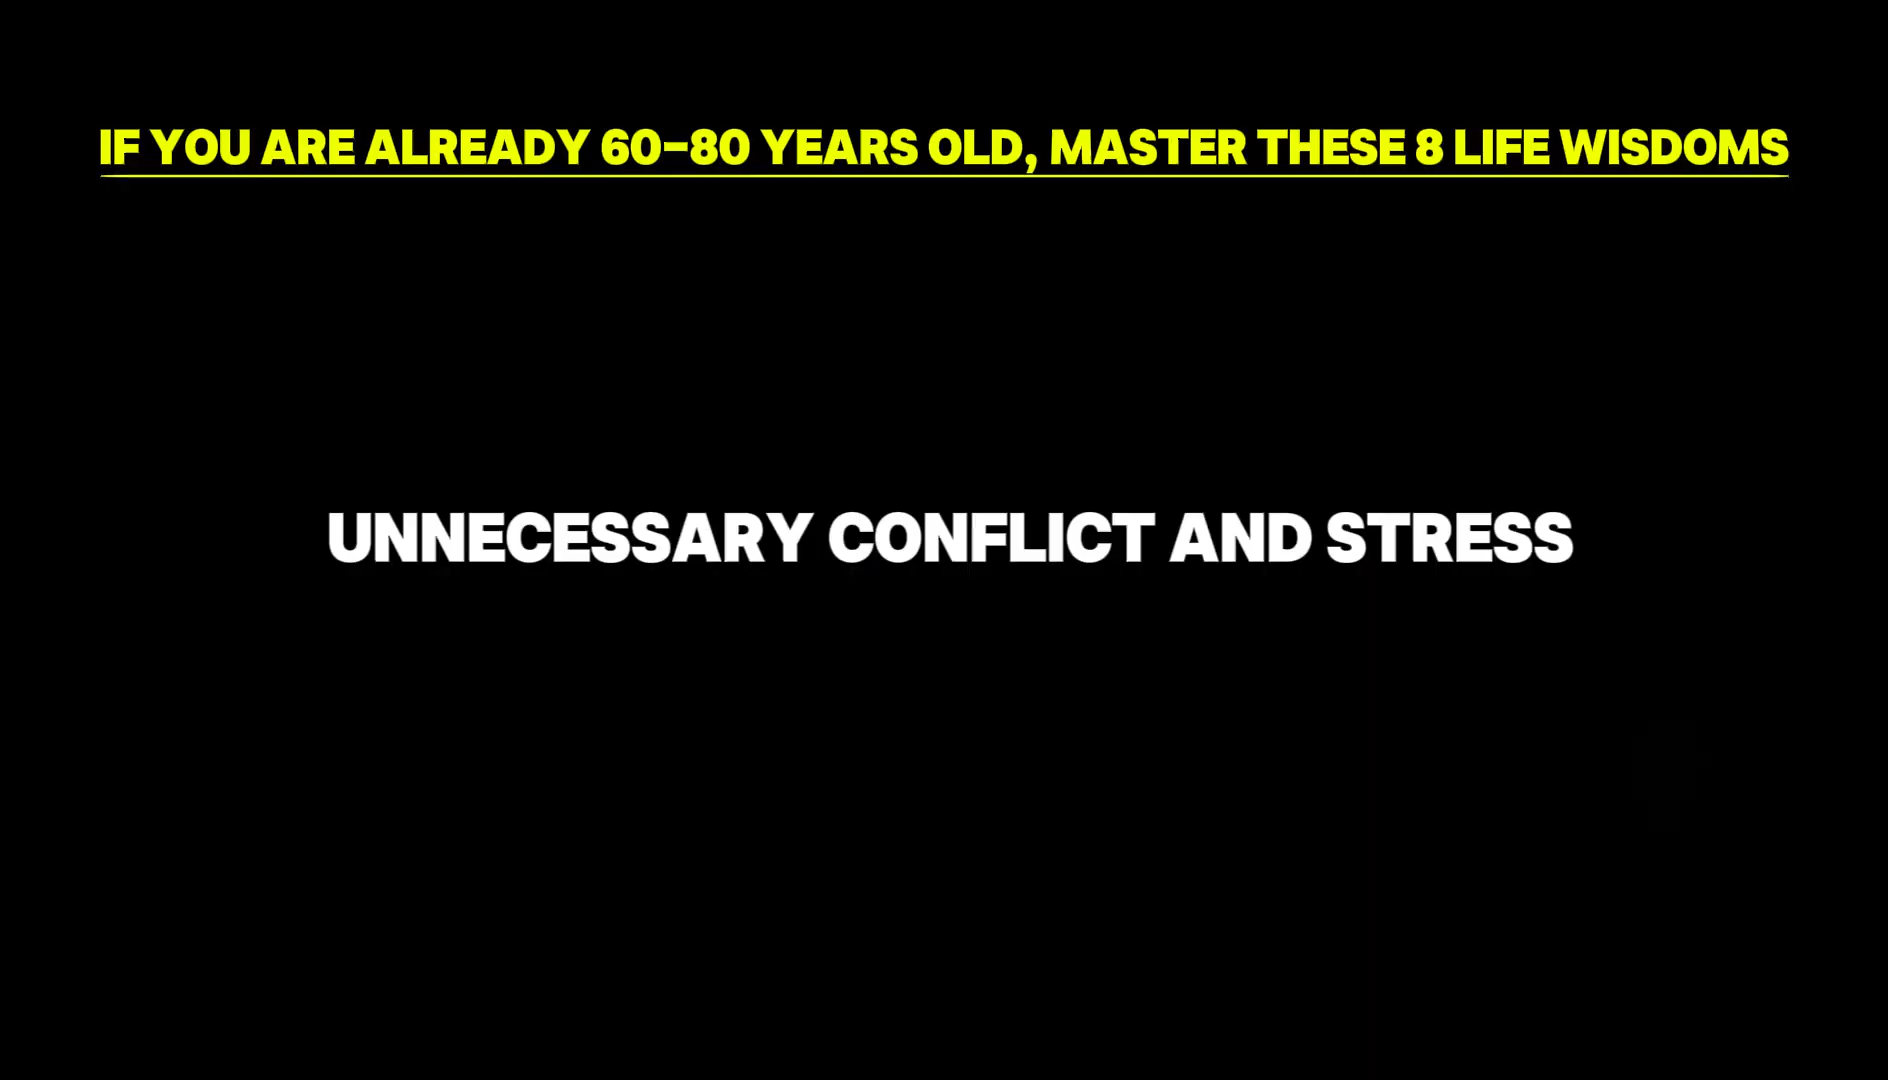 IF YOU ARE ALREADY 60–80 YEARS OLD, MASTER THESE 8 LIFE WISDOMS
UNNECESSARY CONFLICT AND STRESS